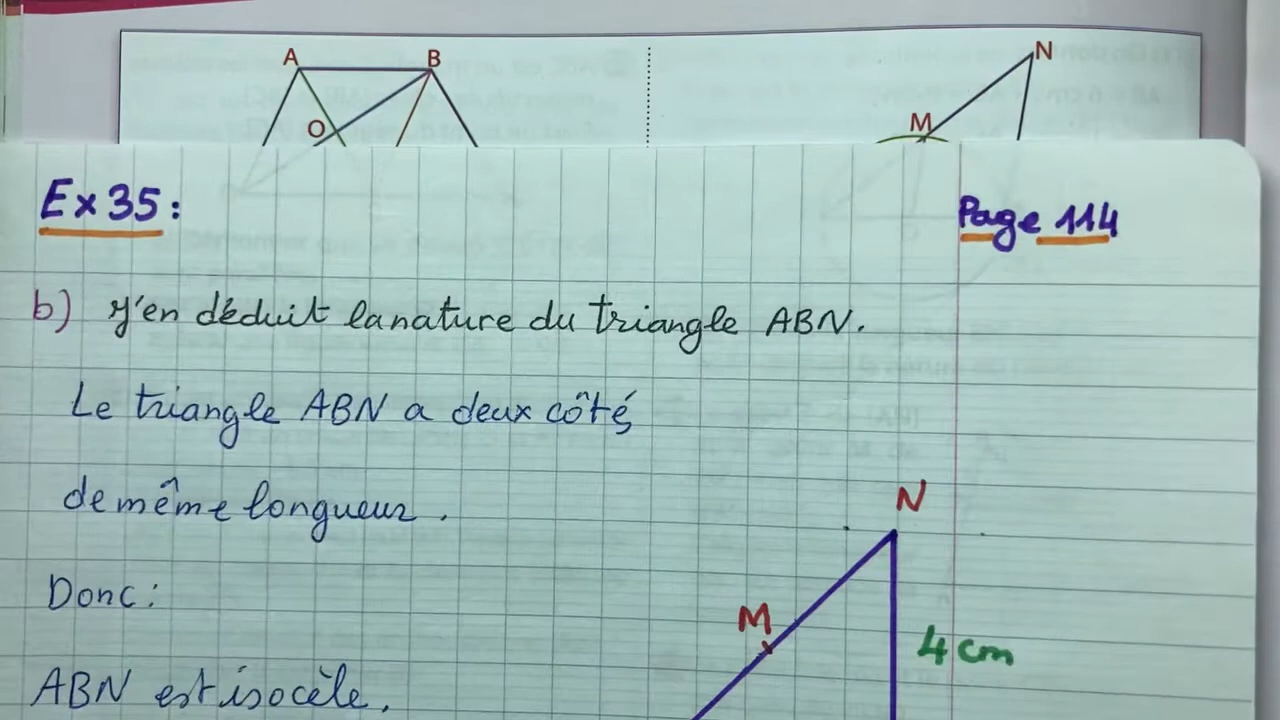 A B N
O M
Ex 35: Page 114
b) J'en déduit la nature du triangle ABN.
Le triangle ABN a deux côtés
de même longueur.
N
Donc:
M
4 cm
ABN est isocèle.